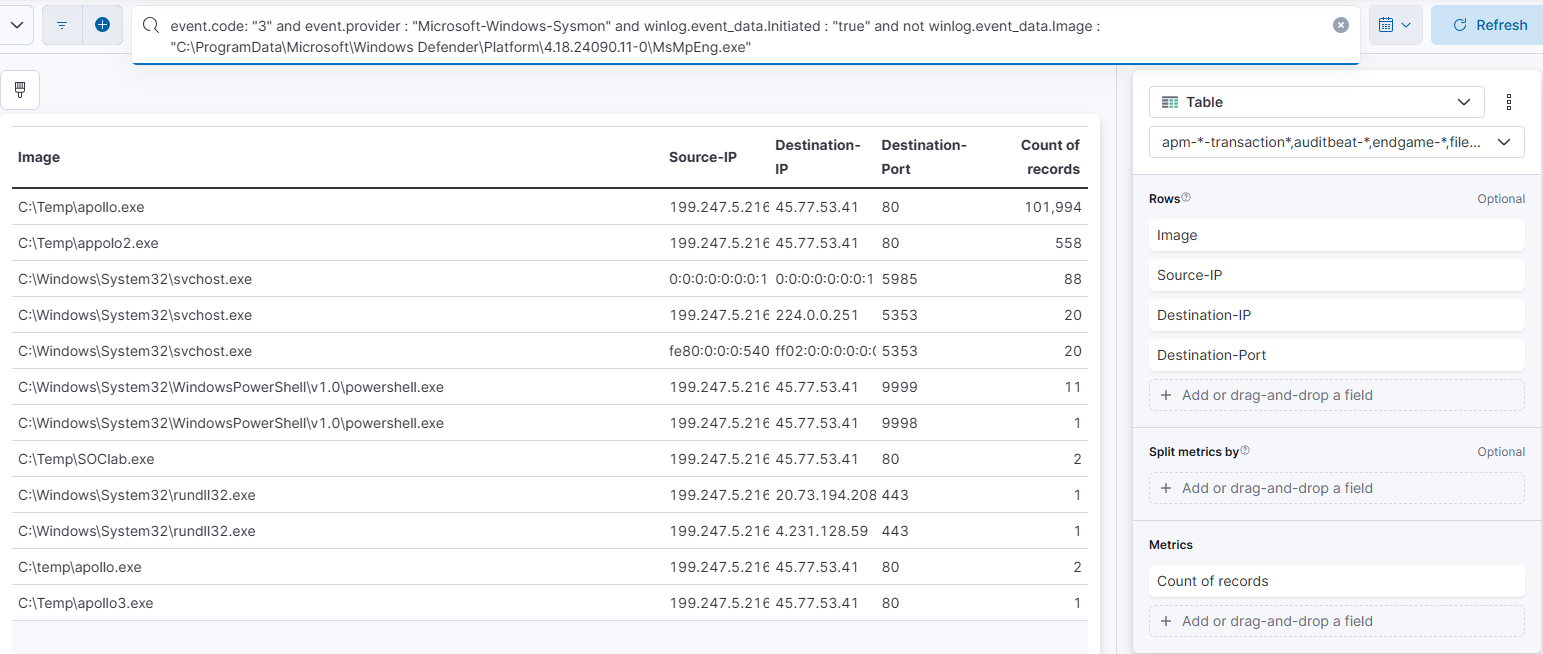 event.code: "3" and event.provider : "Microsoft-Windows-Sysmon" and winlog.event_data.Initiated : "true" and not winlog.event_data.Image :
"C:\ProgramData\Microsoft\Windows Defender\Platform\4.18.24090.11-0\MsMpEng.exe"
Refresh
Table
apm-*-transaction*,auditbeat-*,endgame-*,file...
Image Source-IP Destination-IP Destination-Port Count of records
C:\Temp\apollo.exe 199.247.5.216 45.77.53.41 80 101,994
C:\Temp\appolo2.exe 199.247.5.216 45.77.53.41 80 558
C:\Windows\System32\svchost.exe 0:0:0:0:0:0:0:1 0:0:0:0:0:0:0:1 5985 88
C:\Windows\System32\svchost.exe 199.247.5.216 224.0.0.251 5353 20
C:\Windows\System32\svchost.exe fe80:0:0:0:540 ff02:0:0:0:0:0:0 5353 20
C:\Windows\System32\WindowsPowerShell\v1.0\powershell.exe 199.247.5.216 45.77.53.41 9999 11
C:\Windows\System32\WindowsPowerShell\v1.0\powershell.exe 199.247.5.216 45.77.53.41 9998 1
C:\Temp\SOClab.exe 199.247.5.216 45.77.53.41 80 2
C:\Windows\System32\rundll32.exe 199.247.5.216 20.73.194.208 443 1
C:\Windows\System32\rundll32.exe 199.247.5.216 4.231.128.59 443 1
C:\temp\apollo.exe 199.247.5.216 45.77.53.41 80 2
C:\Temp\apollo3.exe 199.247.5.216 45.77.53.41 80 1
Rows Optional
Image
Source-IP
Destination-IP
Destination-Port
Add or drag-and-drop a field
Split metrics by Optional
Add or drag-and-drop a field
Metrics
Count of records
Add or drag-and-drop a field